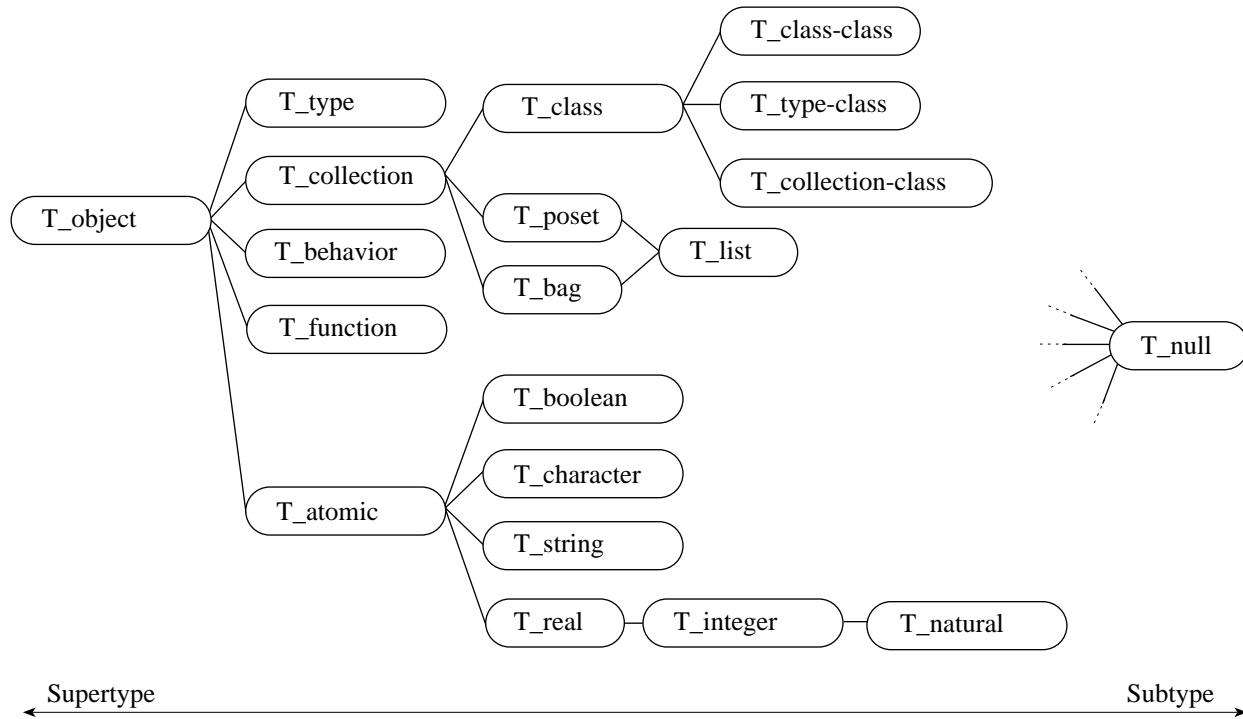 T_class-class
T_type
T_class
T_type-class
T_collection
T_collection-class
T_object
T_poset
T_behavior
T_list
T_bag
T_function
T_null
T_boolean
T_character
T_atomic
T_string
T_real
T_integer
T_natural
Supertype
Subtype